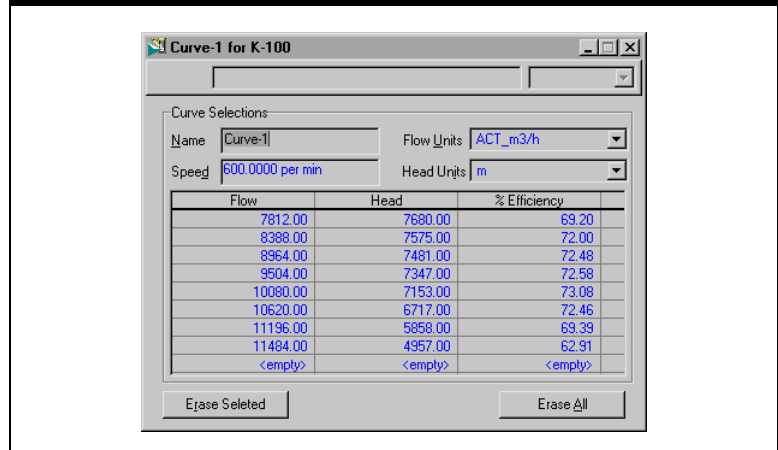 Curve-1 for K-100
Curve Selections
Name Curve-1 Flow Units ACT_m3/h
Speed 600.0000 per min Head Units m
Flow Head % Efficiency
7812.00 7680.00 69.20
8388.00 7575.00 72.00
8964.00 7481.00 72.48
9504.00 7347.00 72.58
10080.00 7153.00 73.08
10620.00 6717.00 72.46
11196.00 5858.00 69.39
11484.00 4957.00 62.91
<empty> <empty> <empty>
Erase Seleted Erase All